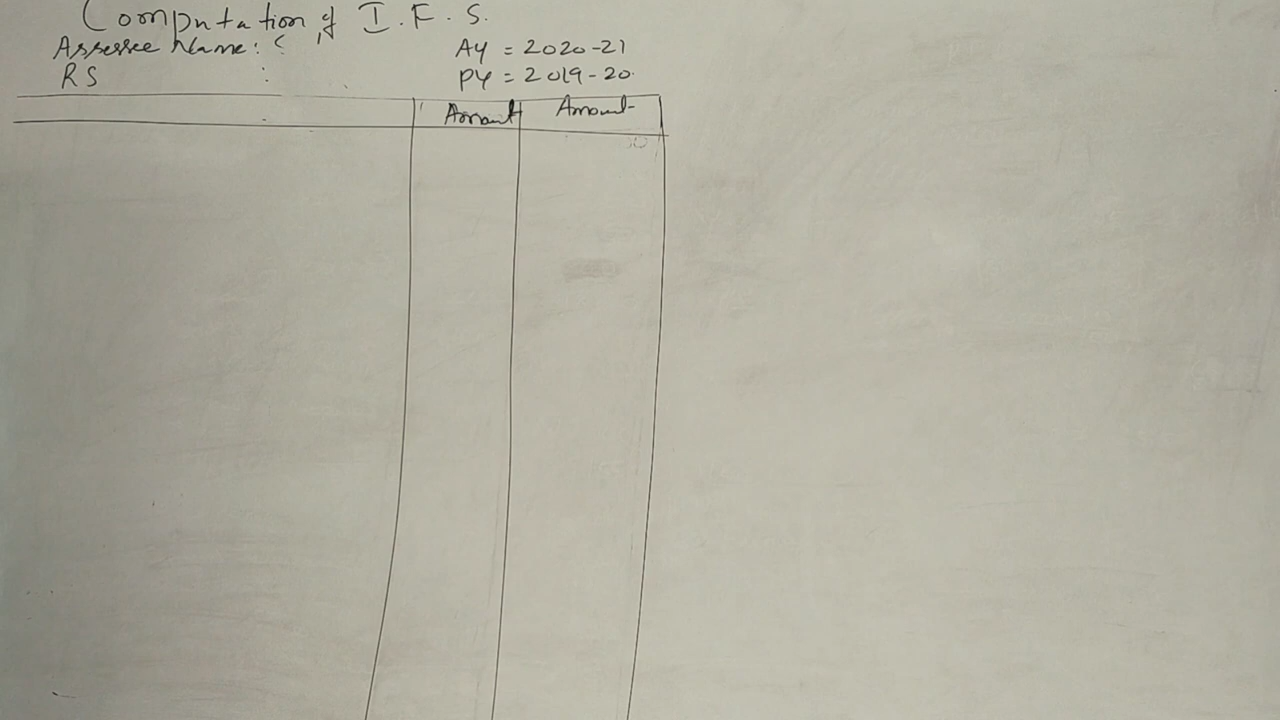 Computation of I.F.S.
Assessee Name: AY = 2020-21
RS : PY = 2019-20
Amount Amount